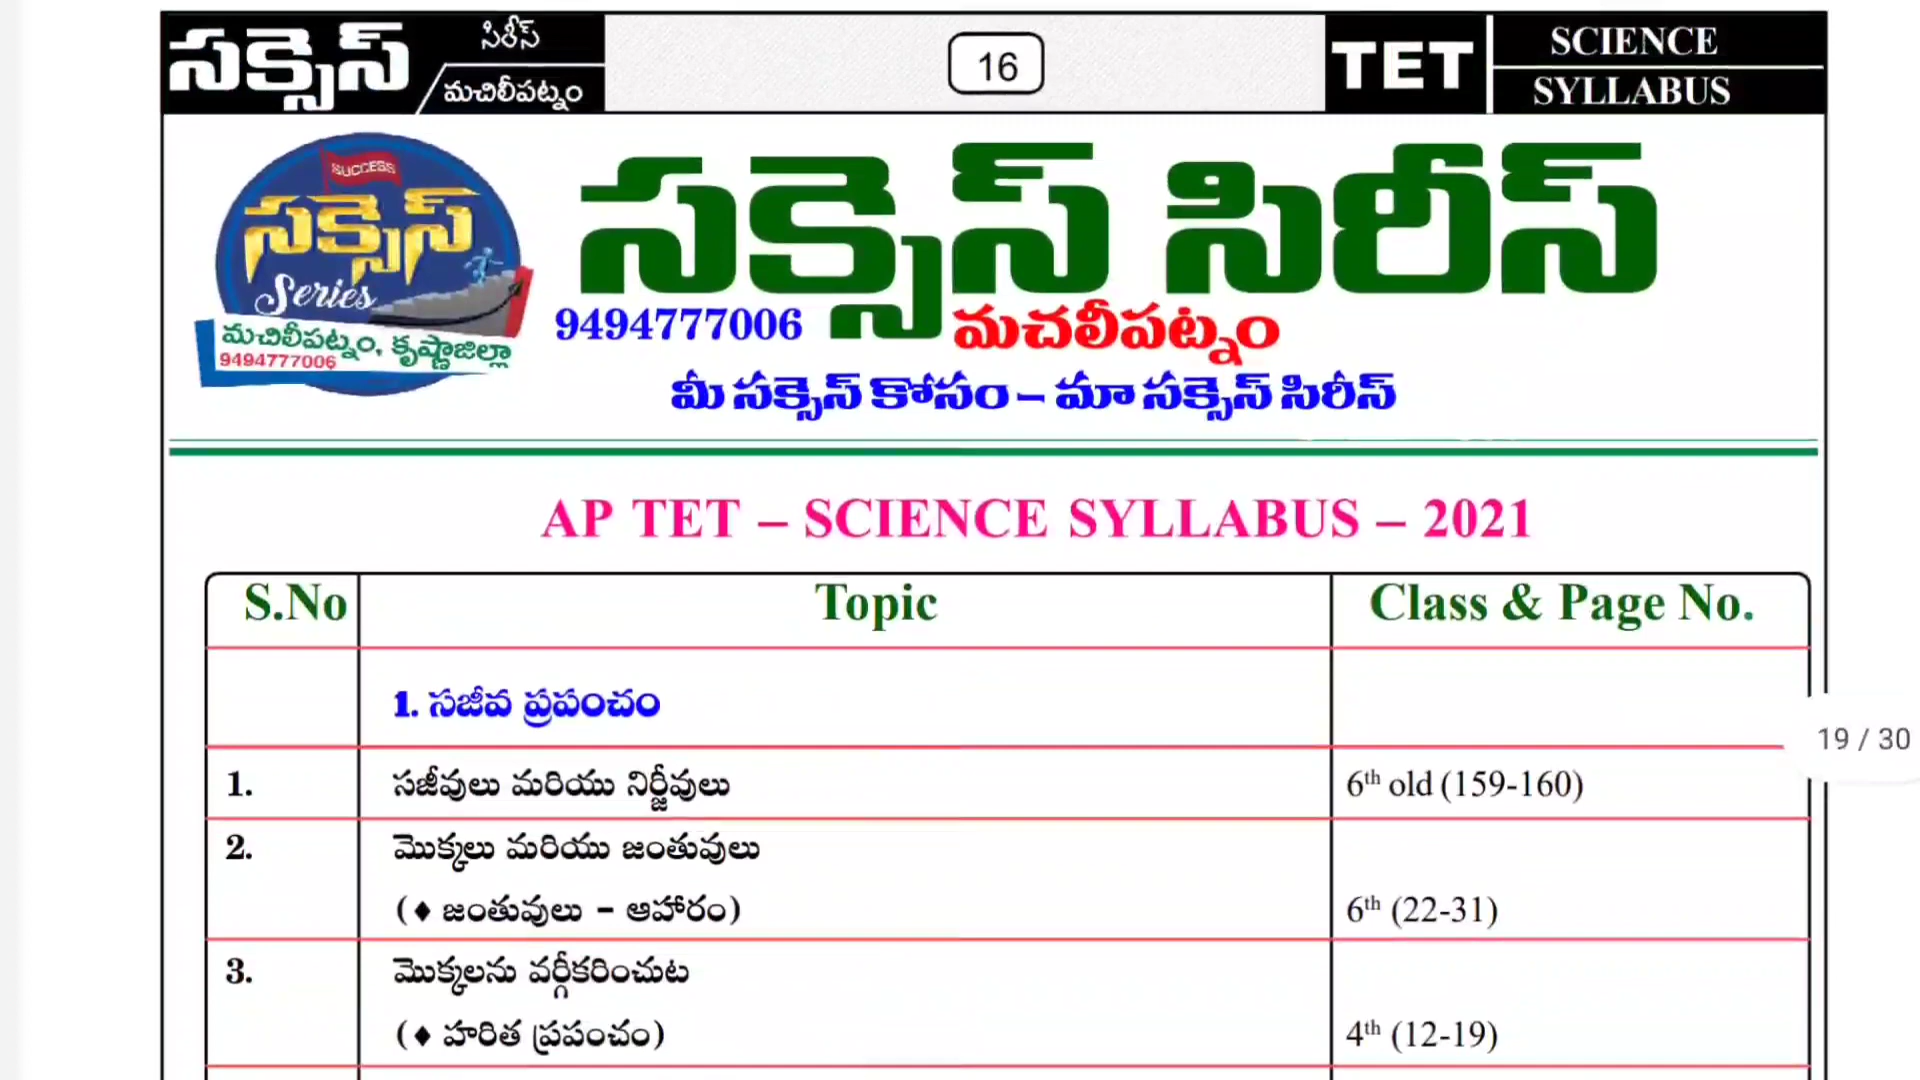 సక్సెస్ సిరీస్ మచిలీపట్నం
16
TET
SCIENCE
SYLLABUS
SUCCESS
సక్సెస్
Series
మచిలీపట్నం, కృష్ణాజిల్లా
9494777006
సక్సెస్ సిరీస్
9494777006 మచలీపట్నం
మీ సక్సెస్ కోసం – మా సక్సెస్ సిరీస్
AP TET – SCIENCE SYLLABUS – 2021
S.No Topic Class & Page No.
1. సజీవ ప్రపంచం
19 / 30
1. సజీవులు మరియు నిర్జీవులు 6th old (159-160)
2. మొక్కలు మరియు జంతువులు
(♦ జంతువులు - ఆహారం) 6th (22-31)
3. మొక్కలను వర్గీకరించుట
(♦ హరిత ప్రపంచం) 4th (12-19)